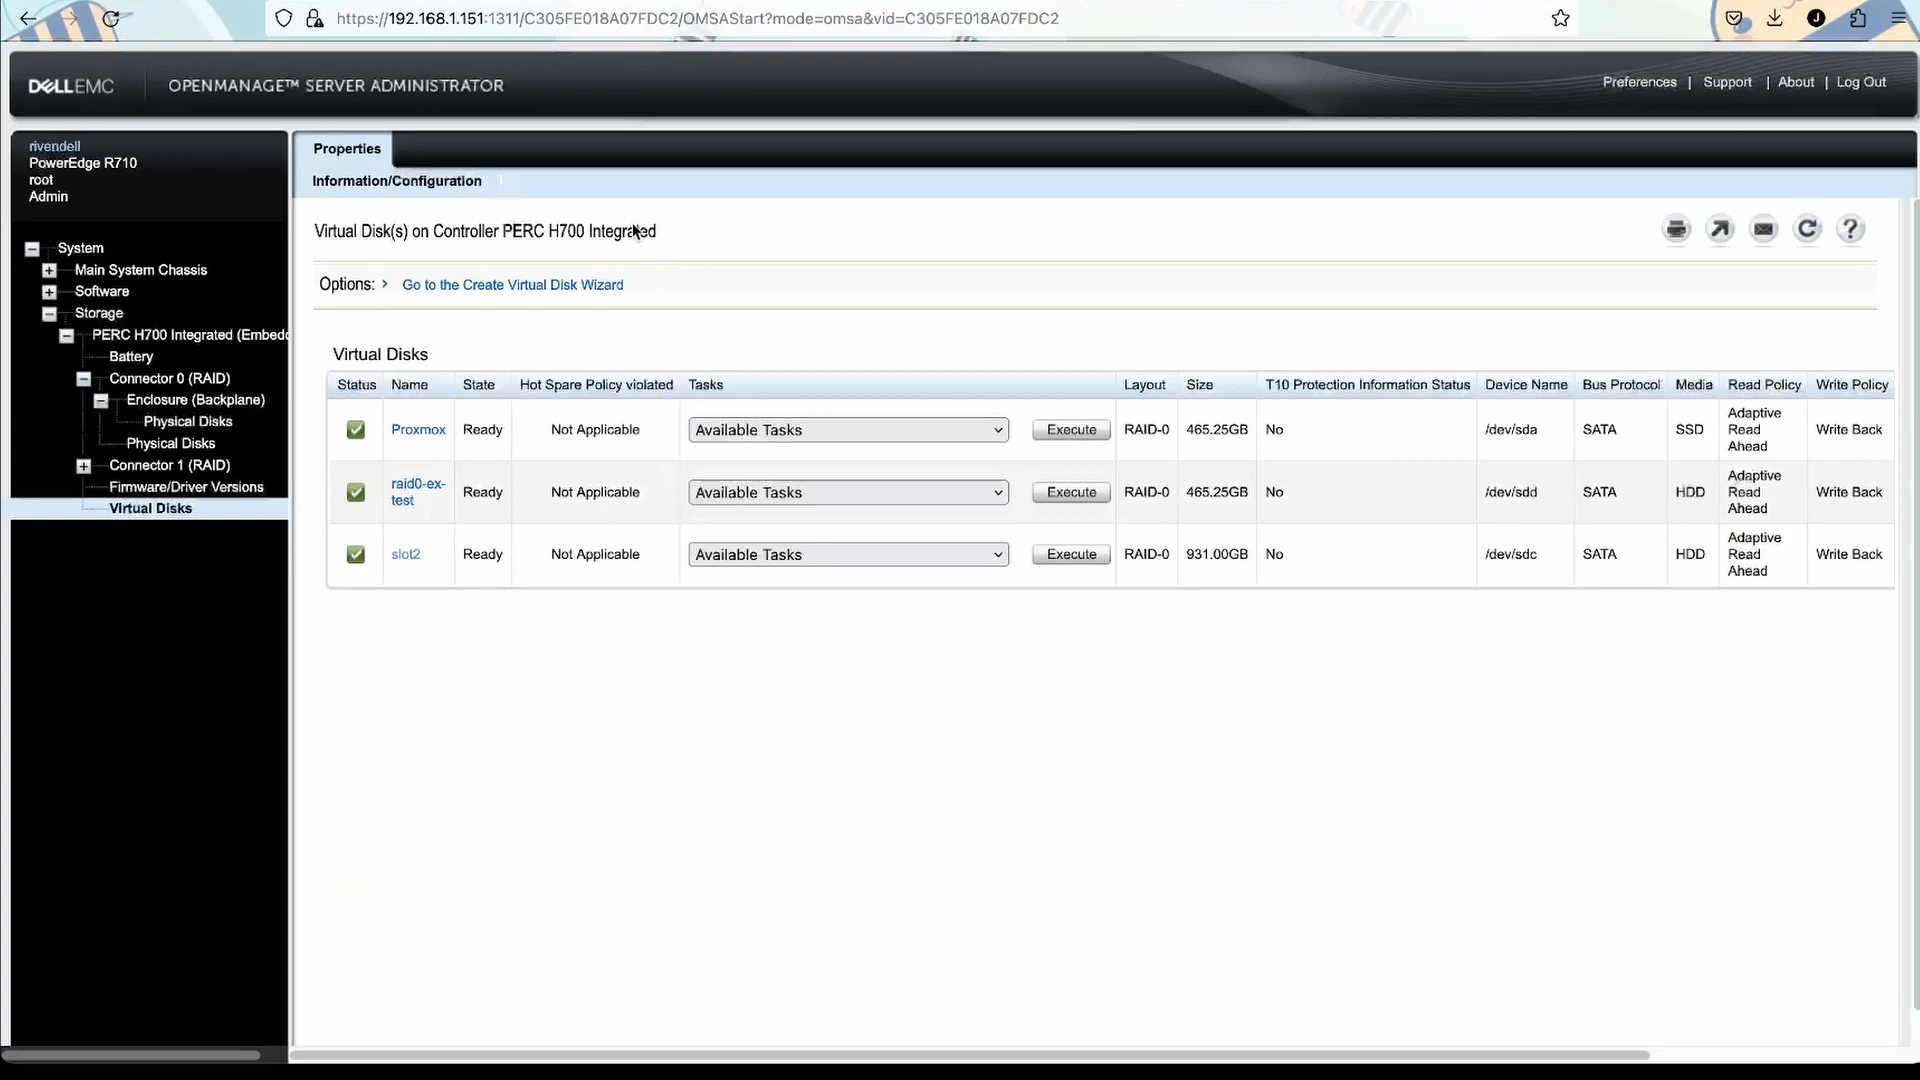 https://192.168.1.151:1311/C305FE018A07FDC2/OMSAStart?mode=omsa&vid=C305FE018A07FDC2
J
DELLEMC
OPENMANAGE™ SERVER ADMINISTRATOR
Preferences | Support | About | Log Out
rivendell
PowerEdge R710
root
Admin
System
Main System Chassis
Software
Storage
PERC H700 Integrated (Embedd
Battery
Connector 0 (RAID)
Enclosure (Backplane)
Physical Disks
Physical Disks
Connector 1 (RAID)
Firmware/Driver Versions
Virtual Disks
Properties
Information/Configuration
Virtual Disk(s) on Controller PERC H700 Integrated
Options: Go to the Create Virtual Disk Wizard
Virtual Disks
Status Name State Hot Spare Policy violated Tasks Layout Size T10 Protection Information Status Device Name Bus Protocol Media Read Policy Write Policy
Proxmox Ready Not Applicable Available Tasks Execute RAID-0 465.25GB No /dev/sda SATA SSD Adaptive Read Ahead Write Back
raid0-ex-test Ready Not Applicable Available Tasks Execute RAID-0 465.25GB No /dev/sdd SATA HDD Adaptive Read Ahead Write Back
slot2 Ready Not Applicable Available Tasks Execute RAID-0 931.00GB No /dev/sdc SATA HDD Adaptive Read Ahead Write Back